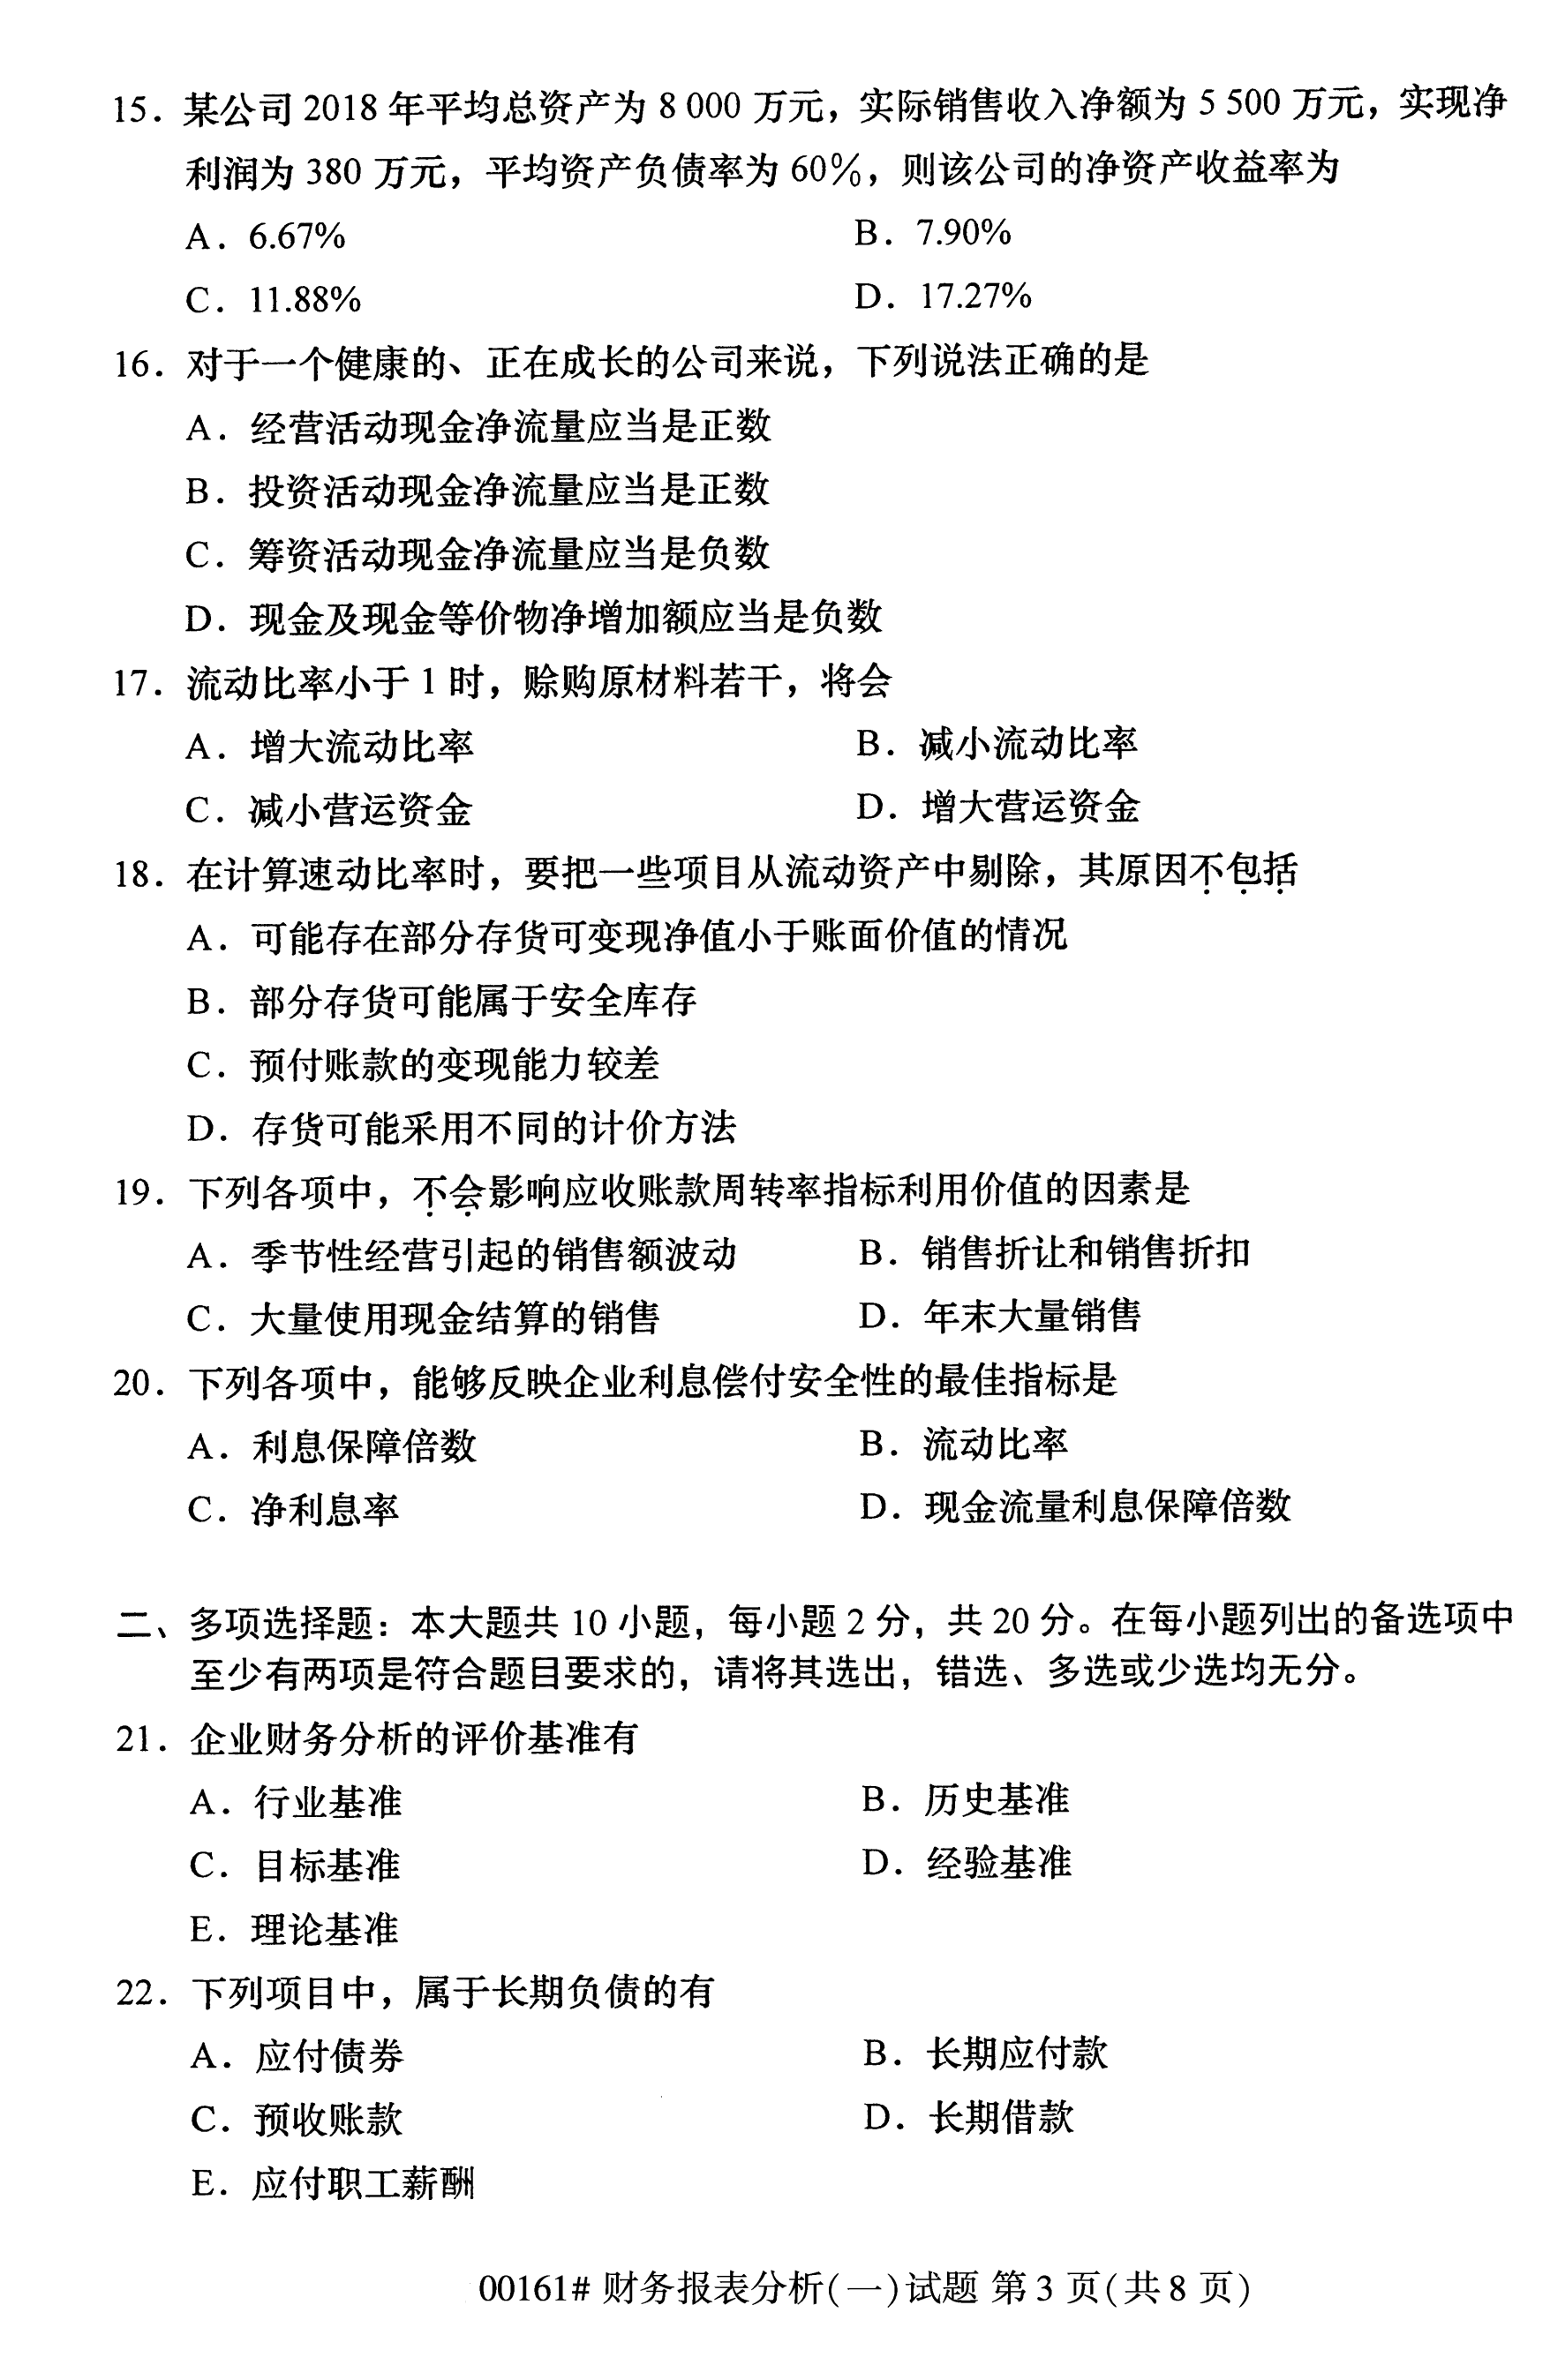 15．某公司 2018 年平均总资产为 8 000 万元，实际销售收入净额为 5 500 万元，实现净
利润为 380 万元，平均资产负债率为 60%，则该公司的净资产收益率为
A．6.67% B．7.90%
C．11.88% D．17.27%
16．对于一个健康的、正在成长的公司来说，下列说法正确的是
A．经营活动现金净流量应当是正数
B．投资活动现金净流量应当是正数
C．筹资活动现金净流量应当是负数
D．现金及现金等价物净增加额应当是负数
17．流动比率小于 1 时，赊购原材料若干，将会
A．增大流动比率 B．减小流动比率
C．减小营运资金 D．增大营运资金
18．在计算速动比率时，要把一些项目从流动资产中剔除，其原因不包括
A．可能存在部分存货可变现净值小于账面价值的情况
B．部分存货可能属于安全库存
C．预付账款的变现能力较差
D．存货可能采用不同的计价方法
19．下列各项中，不会影响应收账款周转率指标利用价值的因素是
A．季节性经营引起的销售额波动 B．销售折让和销售折扣
C．大量使用现金结算的销售 D．年末大量销售
20．下列各项中，能够反映企业利息偿付安全性的最佳指标是
A．利息保障倍数 B．流动比率
C．净利息率 D．现金流量利息保障倍数
二、多项选择题：本大题共 10 小题，每小题 2 分，共 20 分。在每小题列出的备选项中
至少有两项是符合题目要求的，请将其选出，错选、多选或少选均无分。
21．企业财务分析的评价基准有
A．行业基准 B．历史基准
C．目标基准 D．经验基准
E．理论基准
22．下列项目中，属于长期负债的有
A．应付债券 B．长期应付款
C．预收账款 D．长期借款
E．应付职工薪酬
00161# 财务报表分析(一)试题 第 3 页(共 8 页)